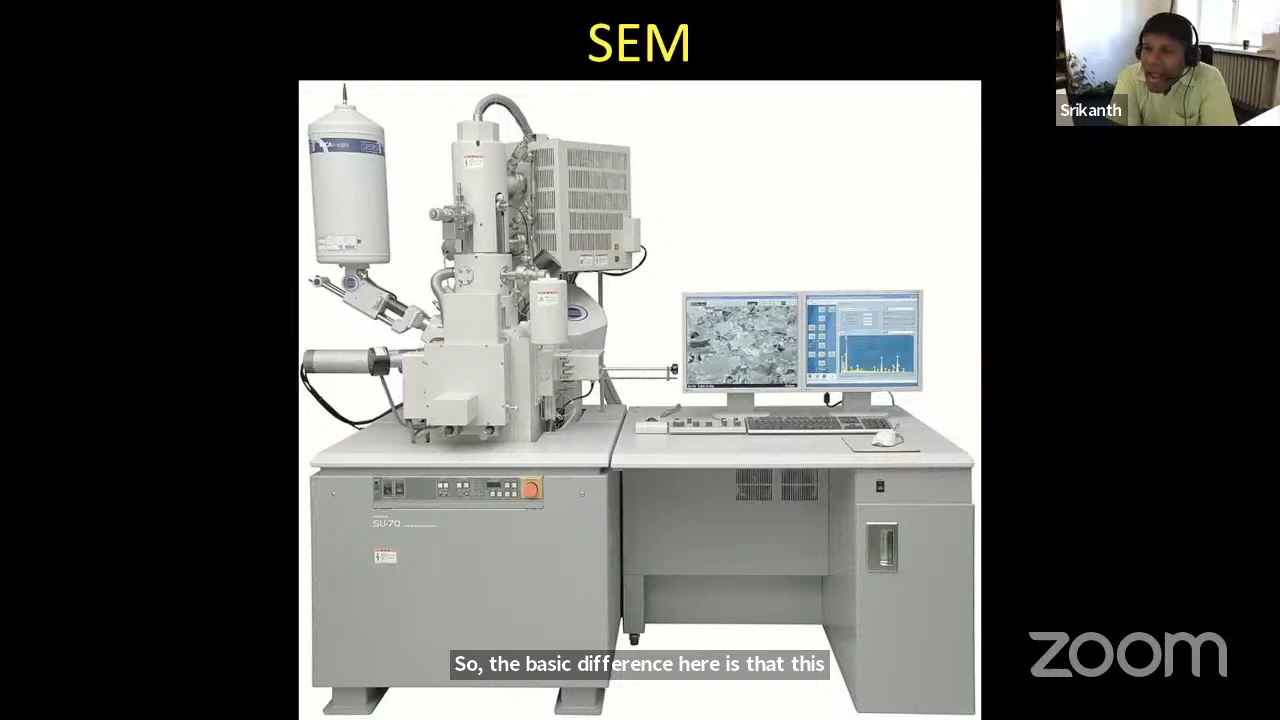 SEM
Srikanth
SU-70
So, the basic difference here is that this
zoom